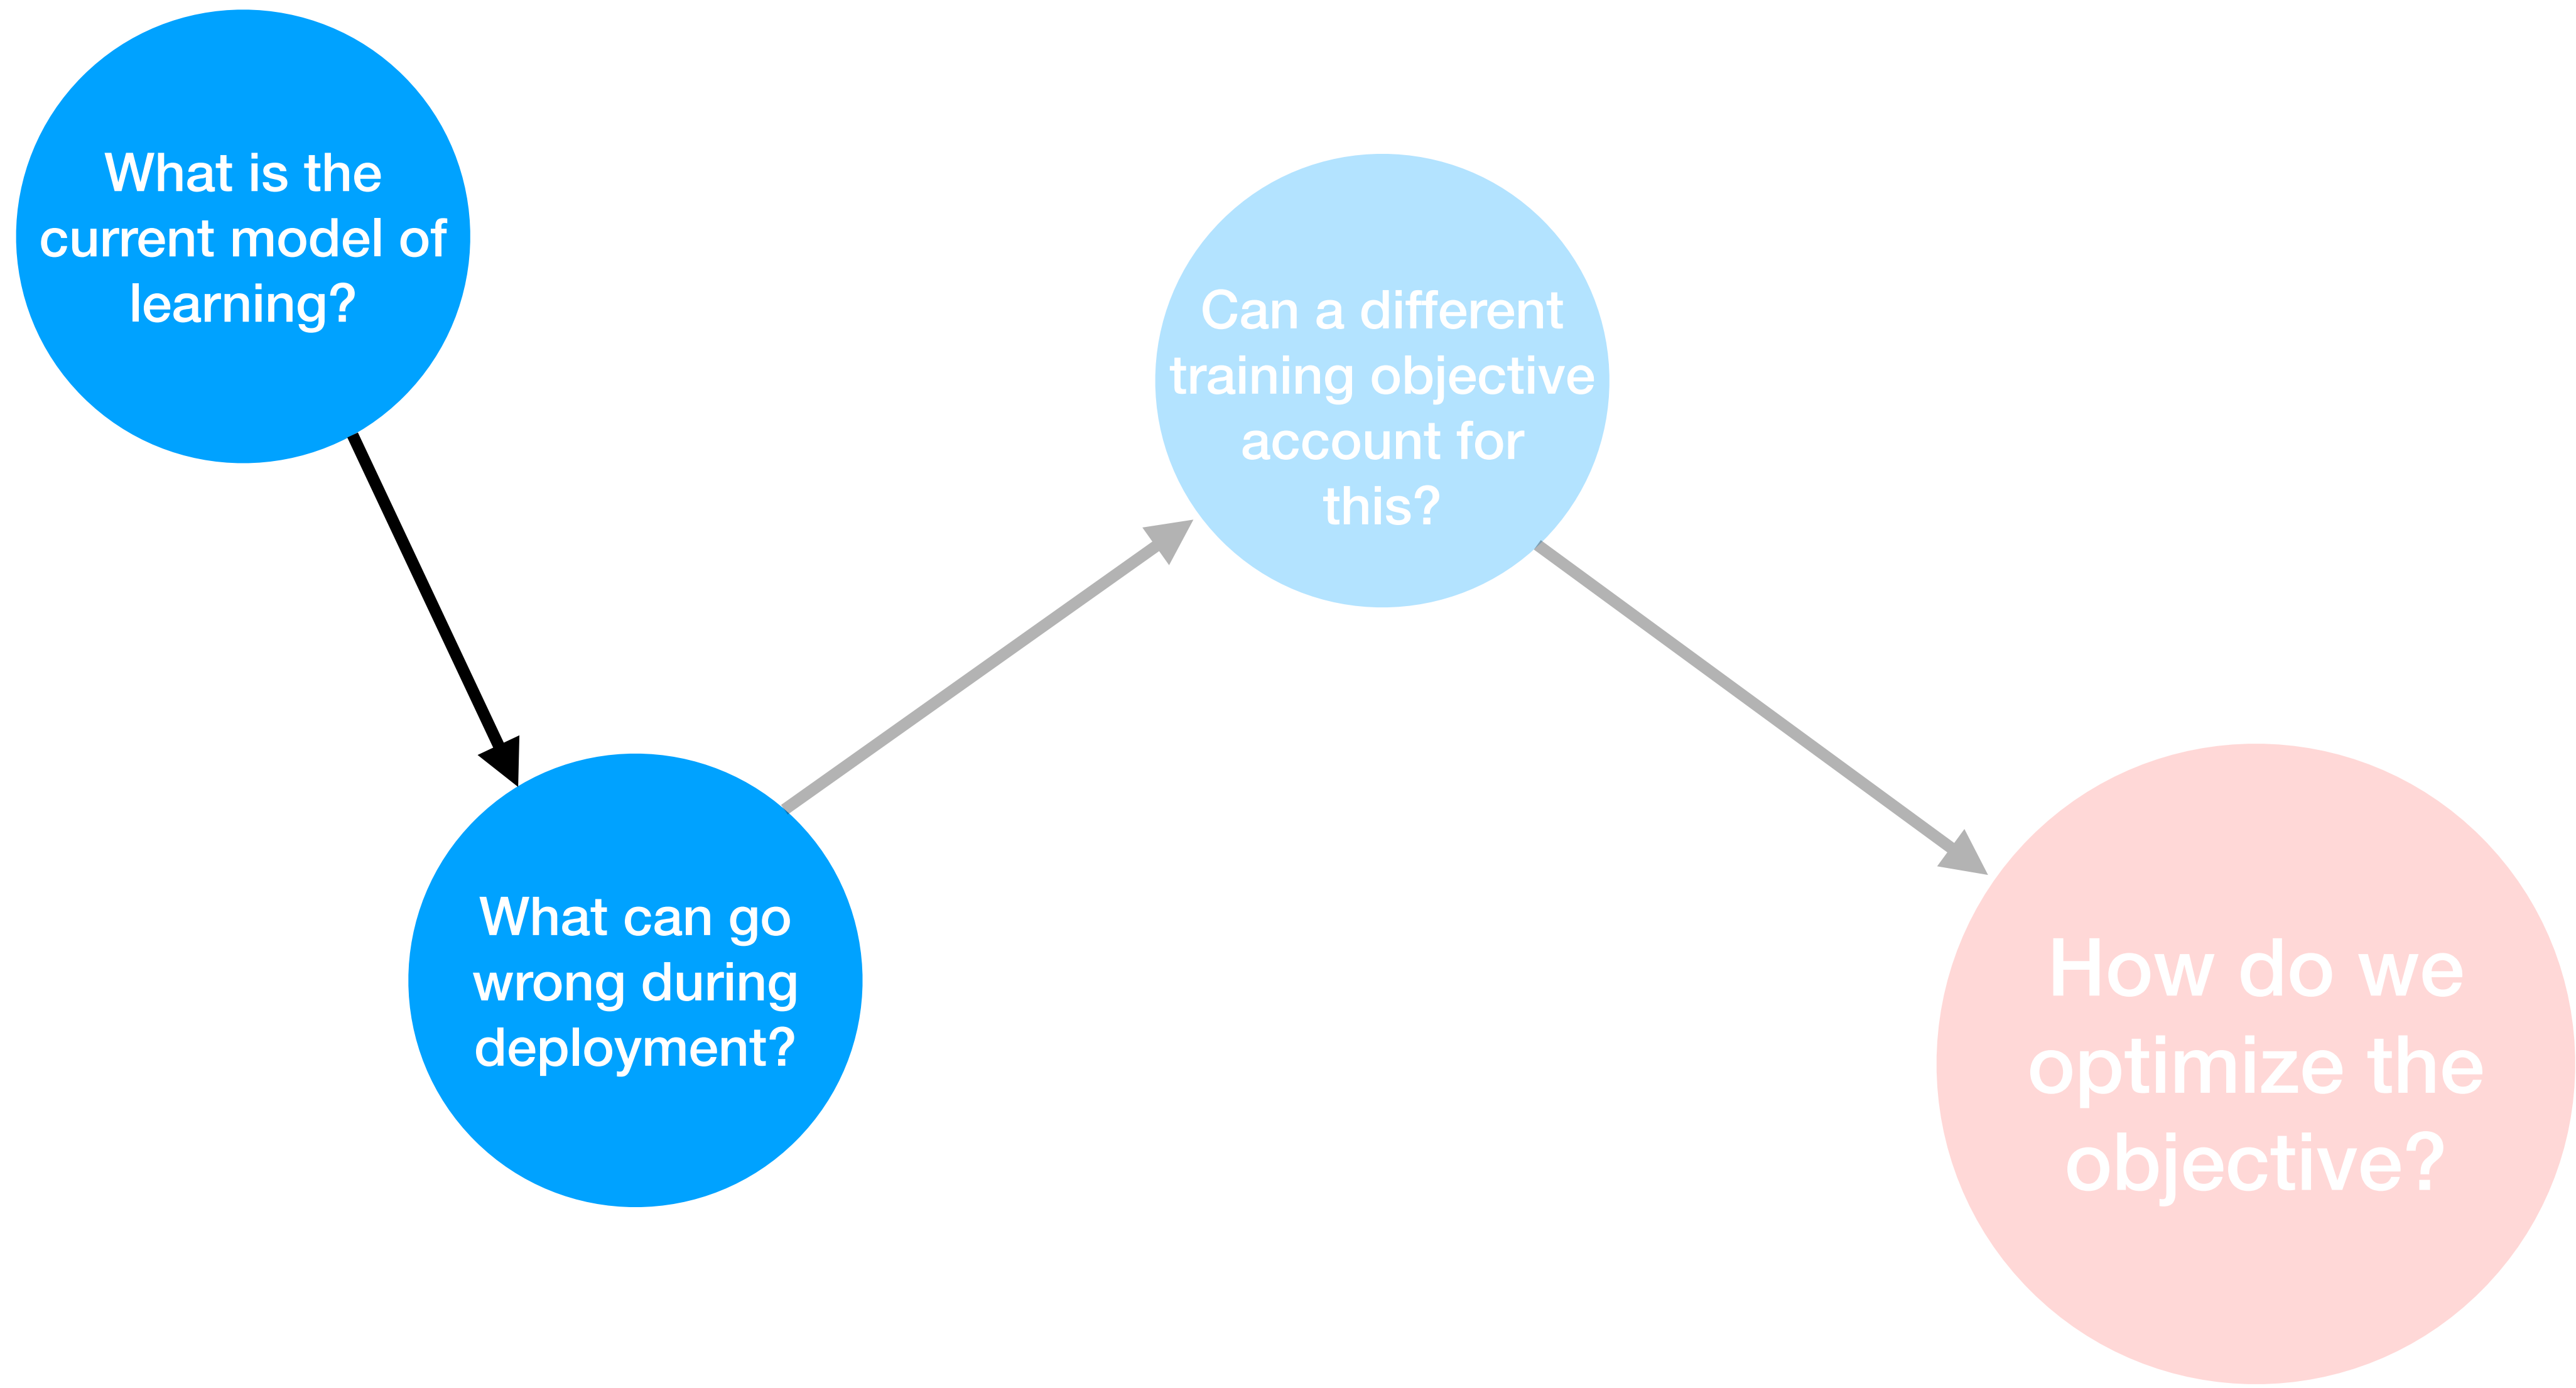 What is the
current model of
learning?
What can go
wrong during
deployment?
Can a different
training objective
account for
this?
How do we
optimize the
objective?